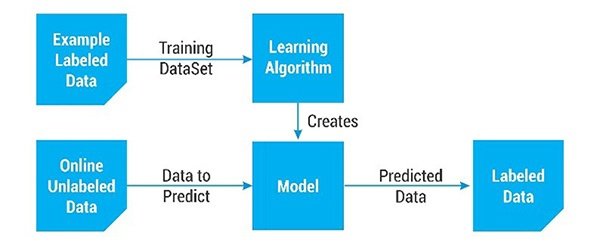 Example
Labeled
Data
Training
DataSet
Learning
Algorithm
Creates
Online
Unlabeled
Data
Data to
Predict
Model
Predicted
Data
Labeled
Data